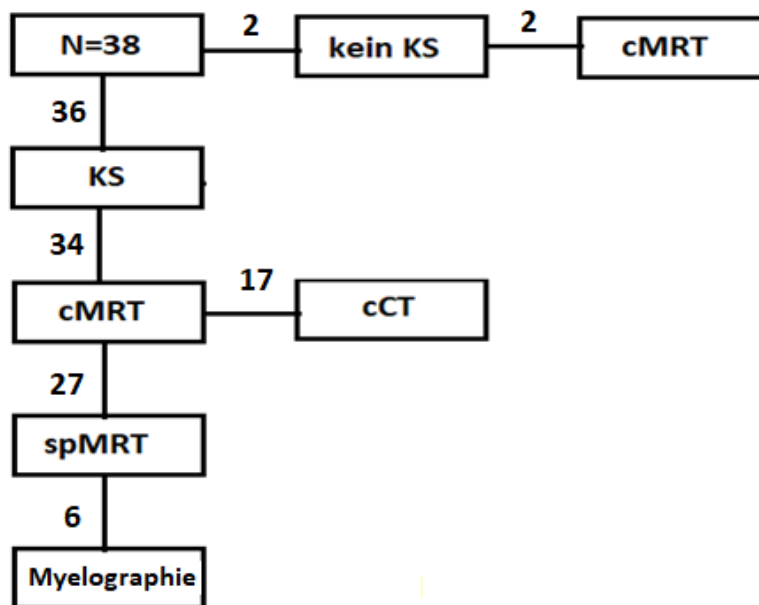 N=38
2
kein KS
2
cMRT
36
KS
34
cMRT
17
cCT
27
spMRT
6
Myelographie